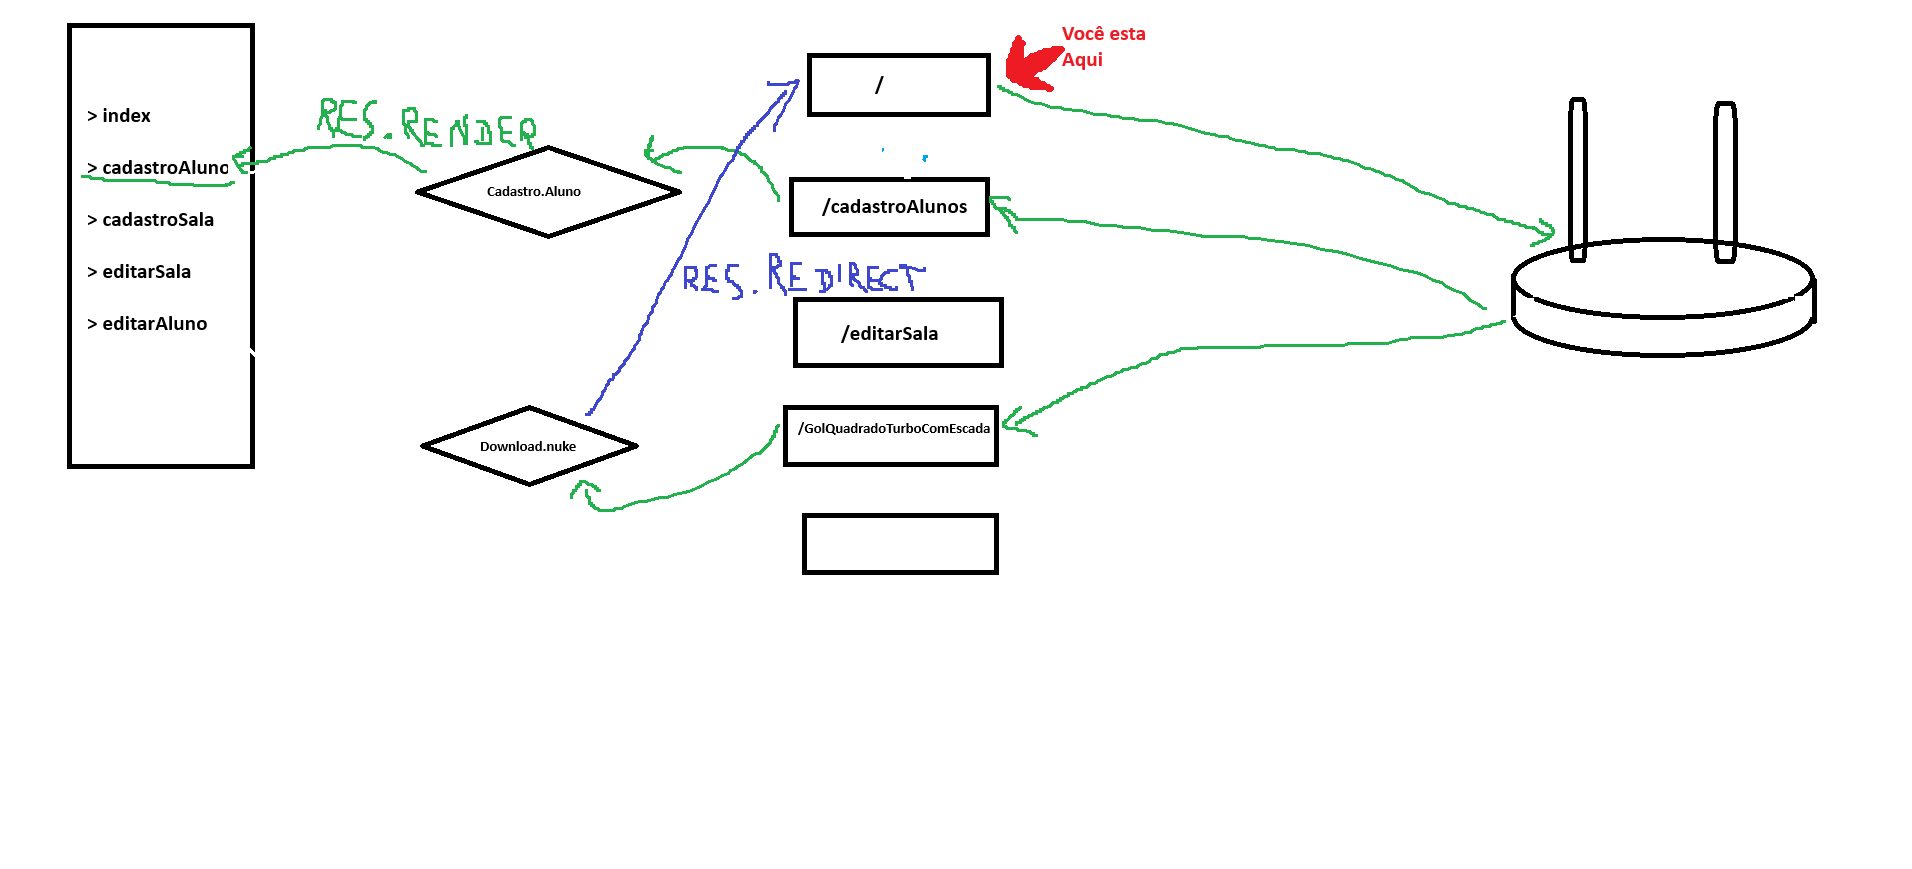 > index
> cadastroAluno
> cadastroSala
> editarSala
> editarAluno
RES.RENDER
Cadastro.Aluno
RES.REDIRECT
Download.nuke
/
/cadastroAlunos
/editarSala
/GolQuadradoTurboComEscada
Você esta
Aqui